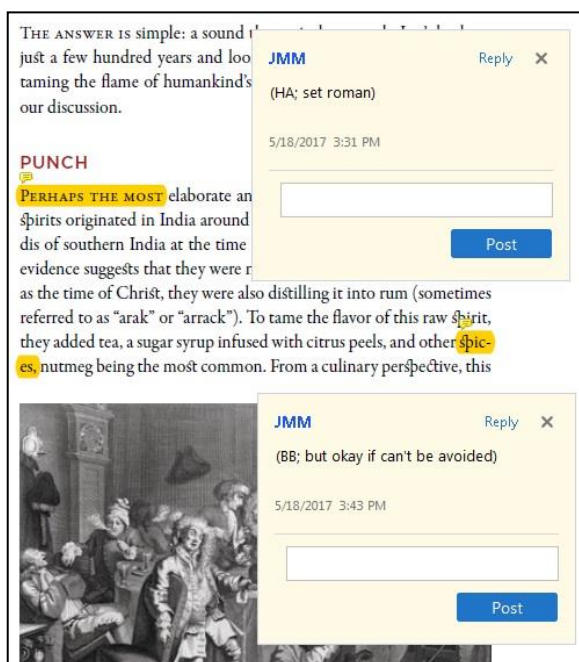 THE ANSWER IS simple: a sound
just a few hundred years and loo
taming the flame of humankind's
our discussion.
JMM
Reply ×
(HA; set roman)
5/18/2017 3:31 PM
Post
PUNCH
PERHAPS THE MOST elaborate an
spirits originated in India around
dis of southern India at the time
evidence suggests that they were
as the time of Christ, they were also distilling it into rum (sometimes
referred to as “arak” or “arrack”). To tame the flavor of this raw spirit,
they added tea, a sugar syrup infused with citrus peels, and other spic-
es, nutmeg being the most common. From a culinary perspective, this
JMM
Reply ×
(BB; but okay if can't be avoided)
5/18/2017 3:43 PM
Post